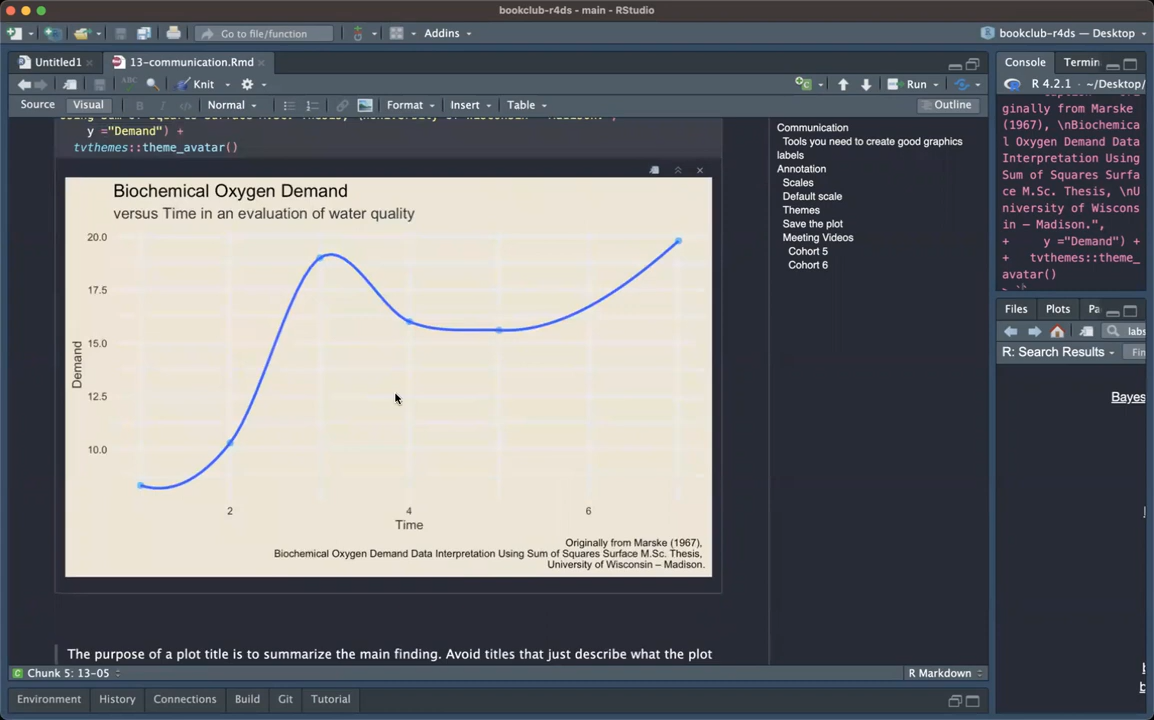 bookclub-r4ds - main - RStudio
Go to file/function
Addins
bookclub-r4ds — Desktop
Untitled1
13-communication.Rmd
Console
Termin
Knit
Run
R 4.2.1 · ~/Desktop/
Source
Visual
Normal
Format
Insert
Table
Outline
y ="Demand") +
tvthemes::theme_avatar()
Communication
Tools you need to create good graphics
labels
Annotation
Scales
Default scale
Themes
Save the plot
Meeting Videos
Cohort 5
Cohort 6
ginally from Marske
(1967), \nBiochemica
l Oxygen Demand Data
Interpretation Using
Sum of Squares Surfa
ce M.Sc. Thesis, \nU
niversity of Wiscons
in – Madison.",
+ y ="Demand") +
+ tvthemes::theme_
avatar()
Files
Plots
Pa
labs
R: Search Results
Fin
Bayes
Biochemical Oxygen Demand
versus Time in an evaluation of water quality
20.0
17.5
15.0
12.5
10.0
Demand
2
4
6
Time
Originally from Marske (1967),
Biochemical Oxygen Demand Data Interpretation Using Sum of Squares Surface M.Sc. Thesis,
University of Wisconsin – Madison.
The purpose of a plot title is to summarize the main finding. Avoid titles that just describe what the plot
Chunk 5: 13-05
R Markdown
Environment
History
Connections
Build
Git
Tutorial